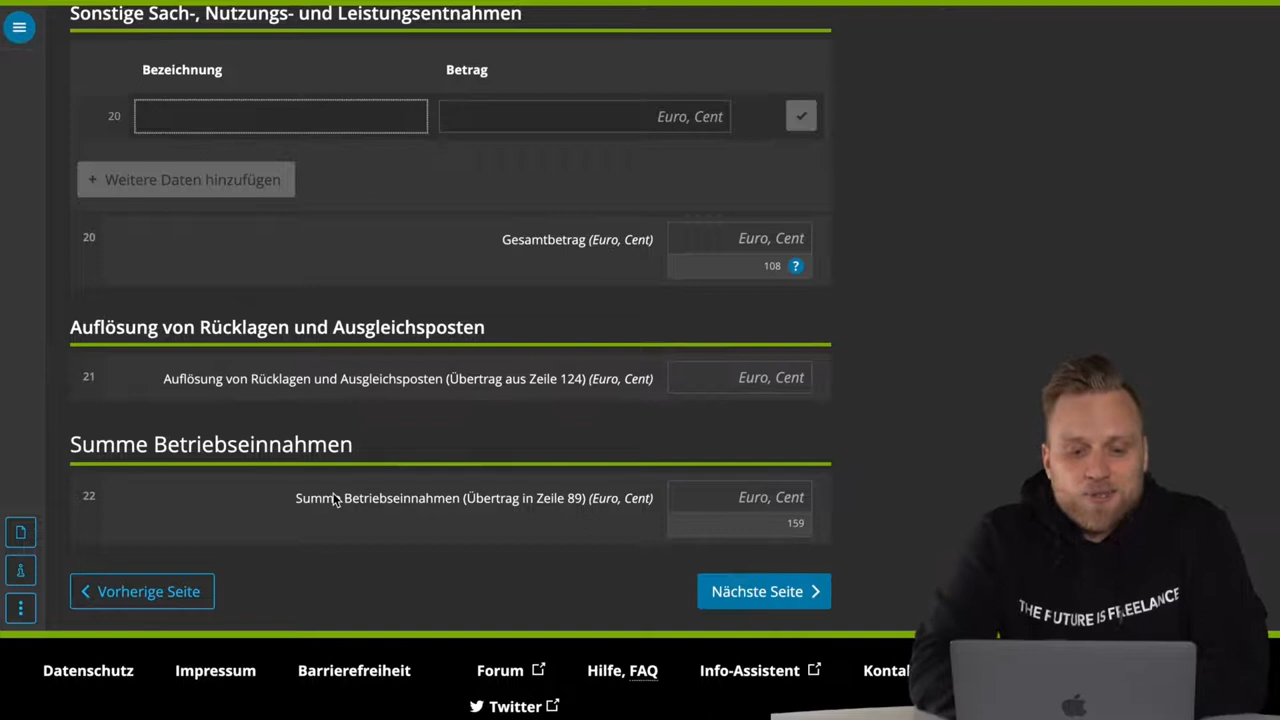 Sonstige Sach-, Nutzungs- und Leistungsentnahmen
Bezeichnung Betrag
20 Euro, Cent
+ Weitere Daten hinzufügen
20 Gesamtbetrag (Euro, Cent) Euro, Cent
108 ?
Auflösung von Rücklagen und Ausgleichsposten
21 Auflösung von Rücklagen und Ausgleichsposten (Übertrag aus Zeile 124) (Euro, Cent) Euro, Cent
Summe Betriebseinnahmen
22 Summe Betriebseinnahmen (Übertrag in Zeile 89) (Euro, Cent) Euro, Cent
159
Vorherige Seite Nächste Seite
THE FUTURE IS FREELANCE
Datenschutz Impressum Barrierefreiheit Forum Hilfe, FAQ Info-Assistent
Twitter